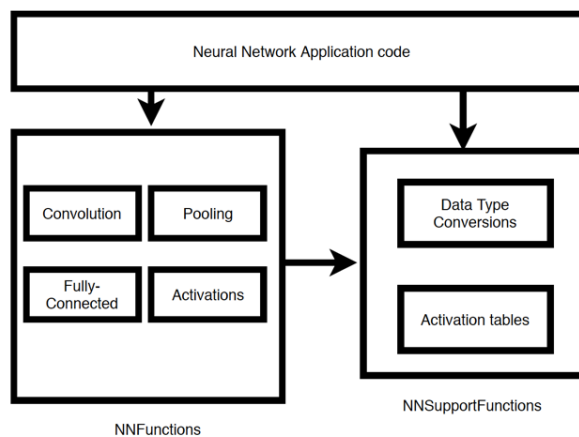 Neural Network Application code
Convolution
Pooling
Fully-
Connected
Activations
NNFunctions
Data Type
Conversions
Activation tables
NNSupportFunctions